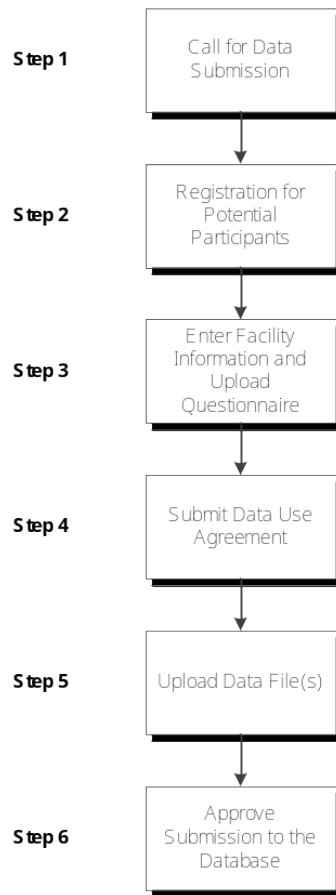 Step 1
Call for Data
Submission
Step 2
Registration for
Potential
Participants
Step 3
Enter Facility
Information and
Upload
Questionnaire
Step 4
Submit Data Use
Agreement
Step 5
Upload Data File(s)
Step 6
Approve
Submission to the
Database